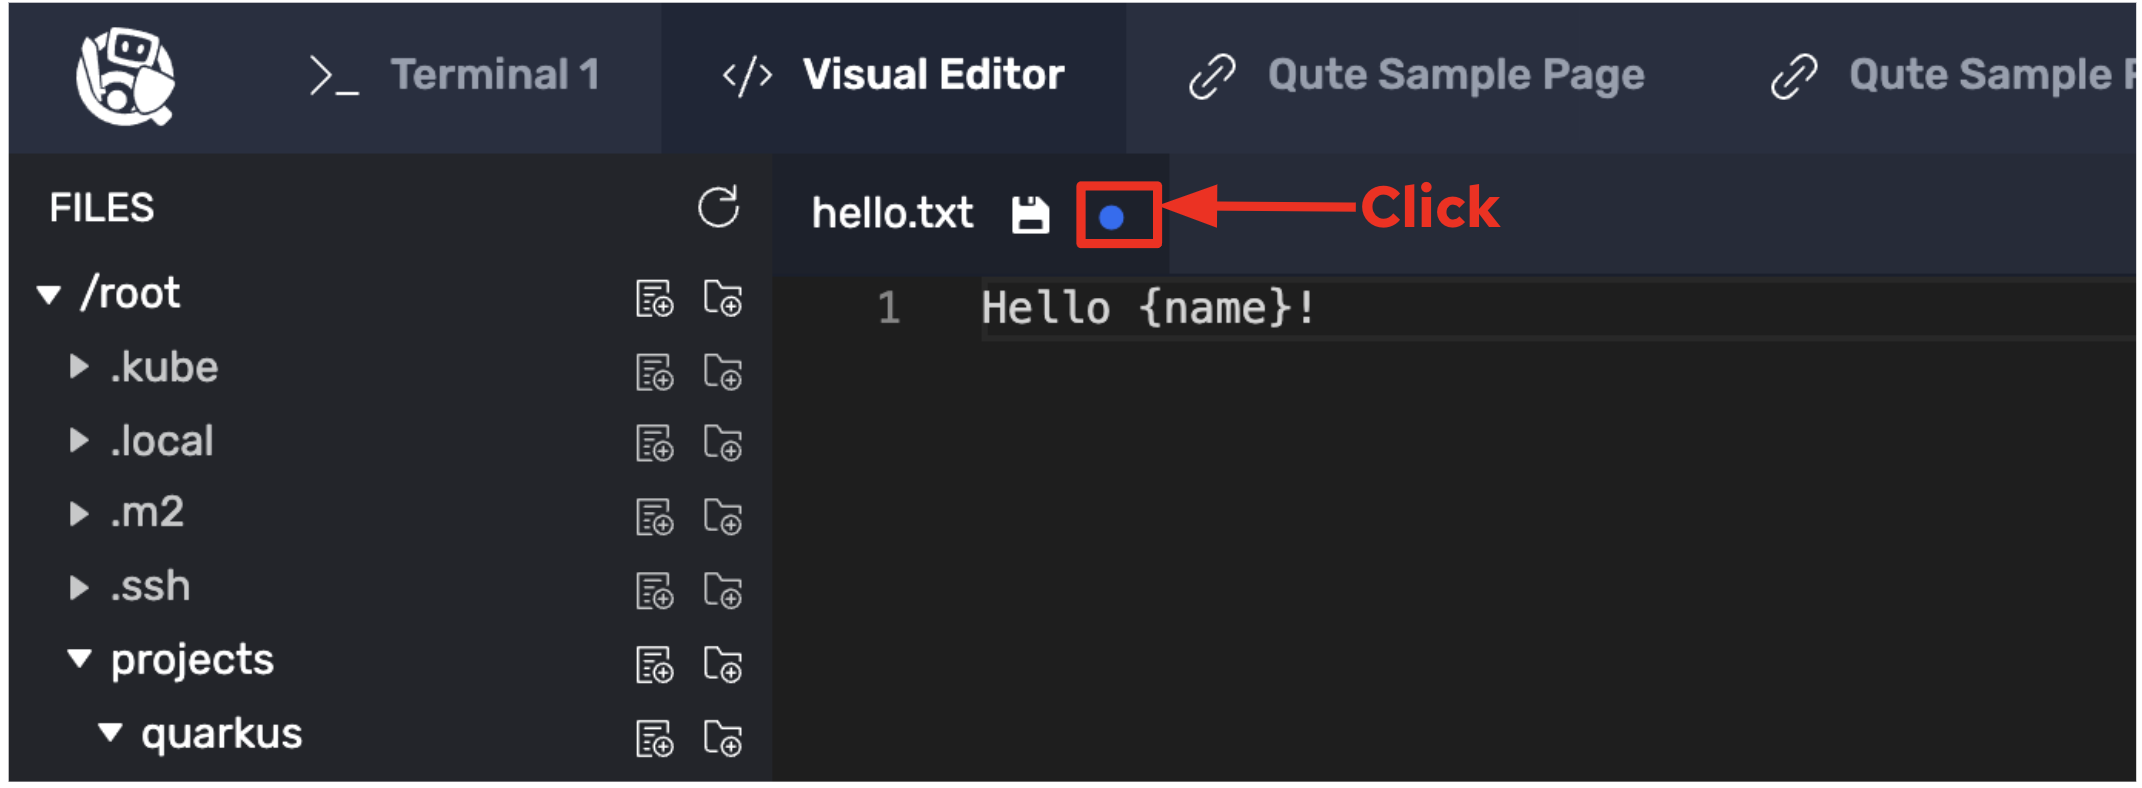 >_ Terminal 1
</> Visual Editor
Qute Sample Page
Qute Sample
FILES
hello.txt
Click
/root
1 Hello {name}!
.kube
.local
.m2
.ssh
projects
quarkus